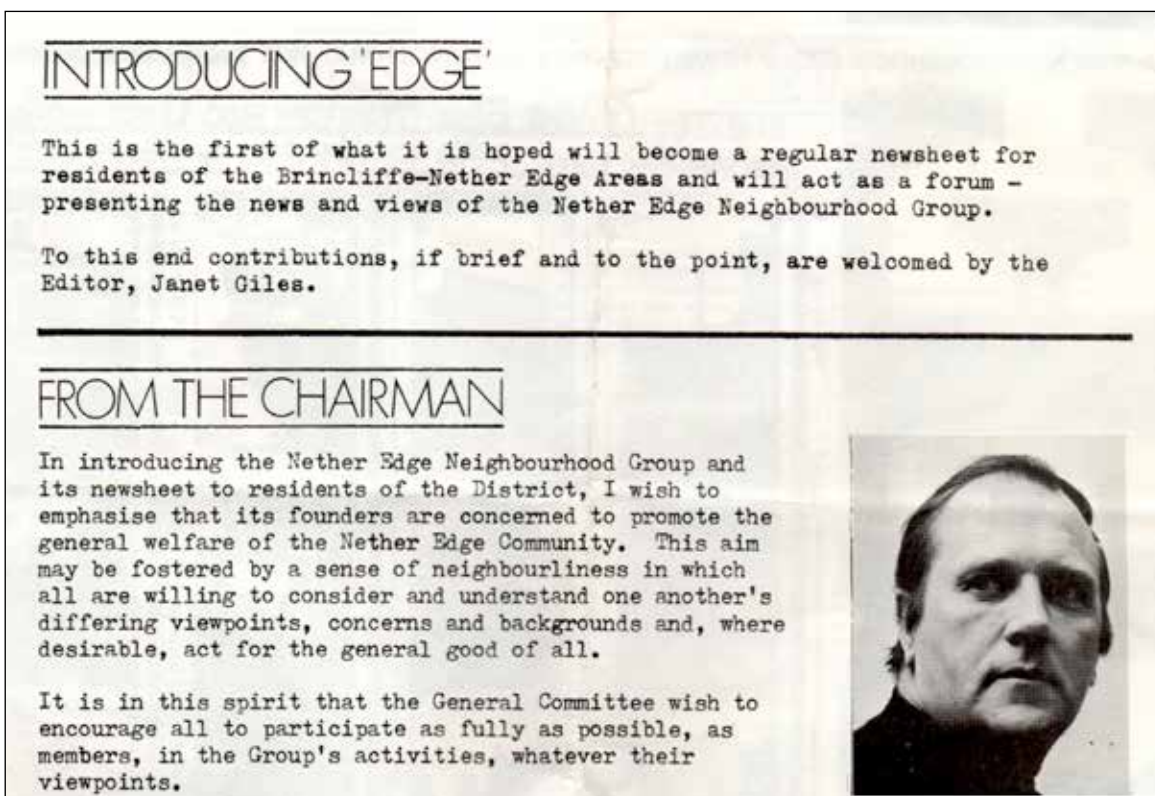 INTRODUCING 'EDGE'
This is the first of what it is hoped will become a regular newsheet for
residents of the Brincliffe-Nether Edge Areas and will act as a forum -
presenting the news and views of the Nether Edge Neighbourhood Group.
To this end contributions, if brief and to the point, are welcomed by the
Editor, Janet Giles.
FROM THE CHAIRMAN
In introducing the Nether Edge Neighbourhood Group and
its newsheet to residents of the District, I wish to
emphasise that its founders are concerned to promote the
general welfare of the Nether Edge Community. This aim
may be fostered by a sense of neighbourliness in which
all are willing to consider and understand one another's
differing viewpoints, concerns and backgrounds and, where
desirable, act for the general good of all.
It is in this spirit that the General Committee wish to
encourage all to participate as fully as possible, as
members, in the Group's activities, whatever their
viewpoints.